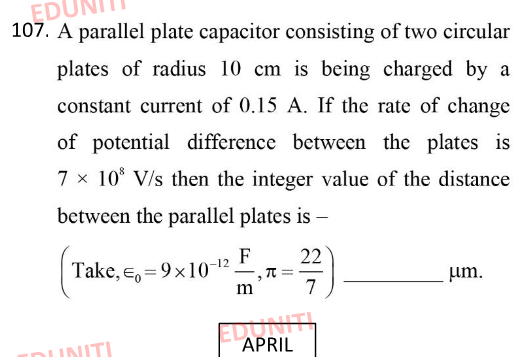 EDUNITI
107. A parallel plate capacitor consisting of two circular
plates of radius 10 cm is being charged by a
constant current of 0.15 A. If the rate of change
of potential difference between the plates is
7 × 10⁸ V/s then the integer value of the distance
between the parallel plates is –
(Take, ∈₀ = 9 × 10⁻¹² F/m, π = 22/7) __________ μm.
EDUNITI
APRIL
EDUNITI